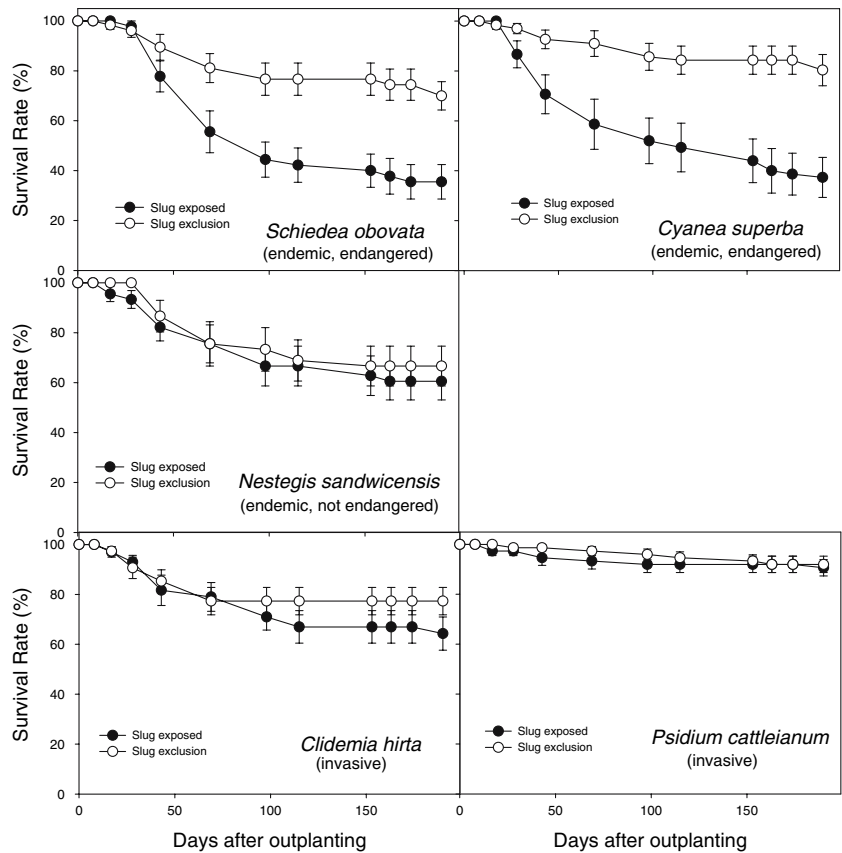 100
80
60
40
20
0
Survival Rate (%)
Slug exposed
Slug exclusion
Schiedea obovata
(endemic, endangered)
Slug exposed
Slug exclusion
Cyanea superba
(endemic, endangered)
0
50
100
150
100
80
60
40
20
0
Survival Rate (%)
Slug exposed
Slug exclusion
Nestegis sandwicensis
(endemic, not endangered)
100
80
60
40
20
0
Survival Rate (%)
Slug exposed
Slug exclusion
Clidemia hirta
(invasive)
Slug exposed
Slug exclusion
Psidium cattleianum
(invasive)
0
50
100
150
0
50
100
150
Days after outplanting
Days after outplanting